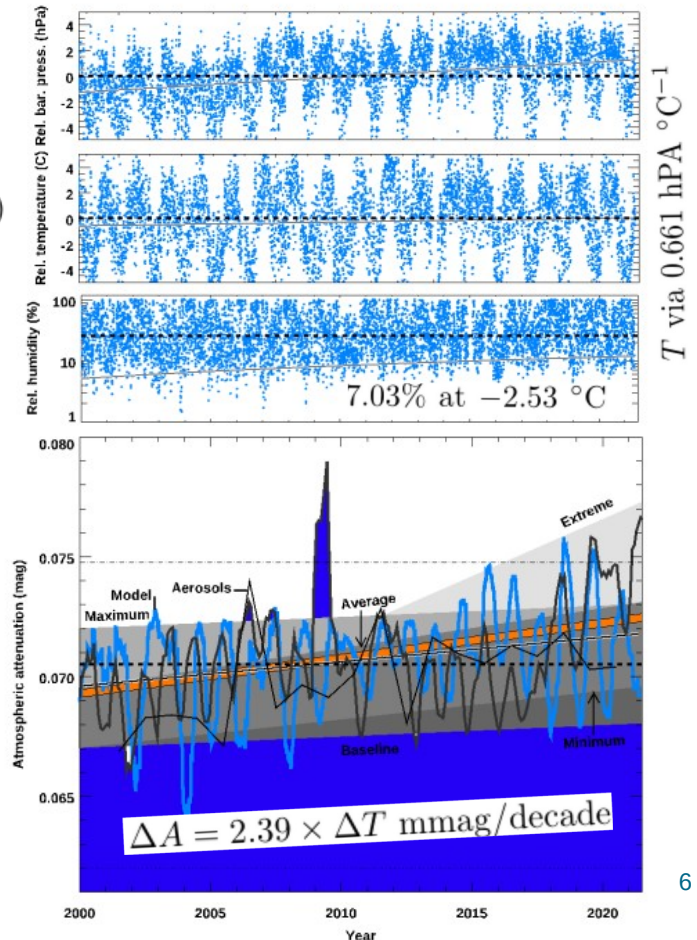 Rel. bar. press. (hPa)
4
2
0
-2
-4
Rel. temperature (C)
4
2
0
-2
-4
Rel. humidity (%)
100
10
1
7.03% at −2.53 °C
T via 0.661 hPA °C−1
Atmospheric attenuation (mag)
0.080
0.075
0.070
0.065
Extreme
Model
Aerosols
Maximum
Average
Baseline
Minimum
ΔA = 2.39 × ΔT mmag/decade
2000
2005
2010
2015
2020
Year
6